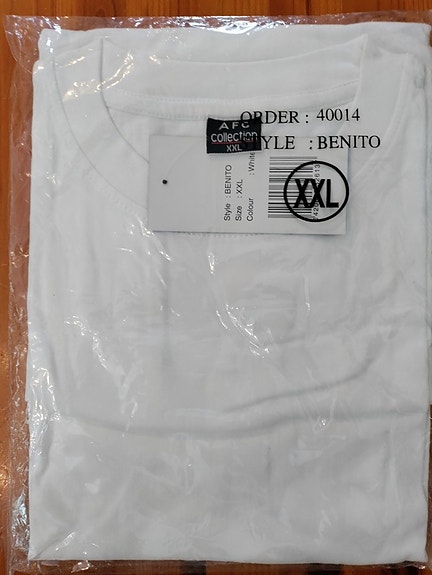 ORDER : 40014
STYLE : BENITO
AFC
collection
XXL
XXL
Style : BENITO
Size : XXL
Colour : White